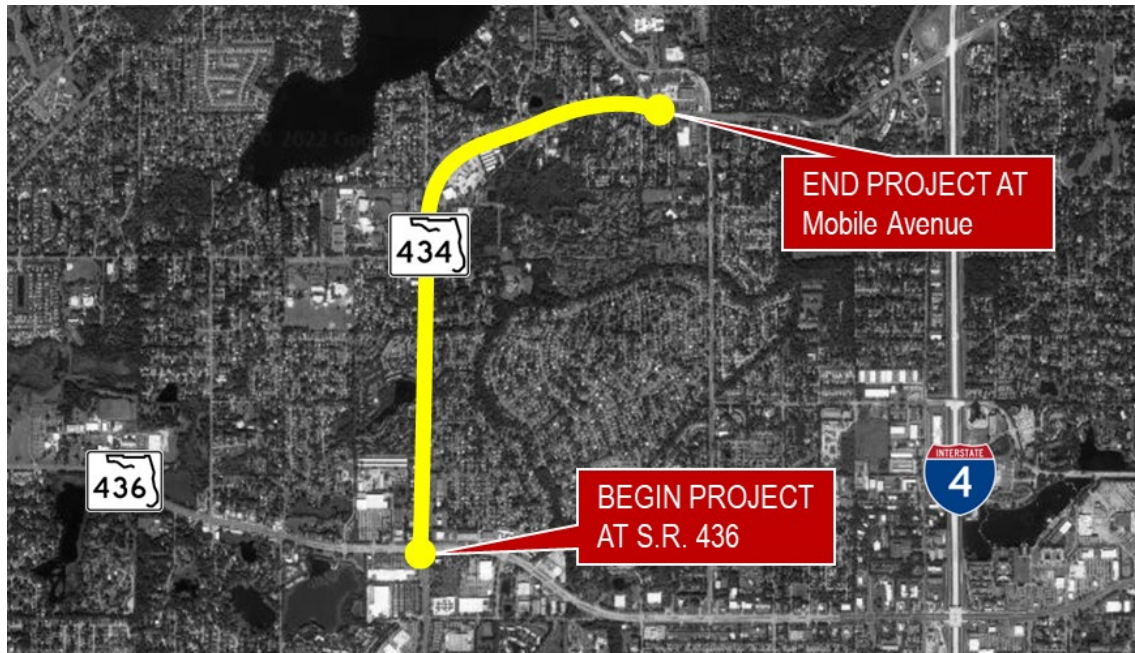 END PROJECT AT
Mobile Avenue
434
436
INTERSTATE
4
BEGIN PROJECT
AT S.R. 436